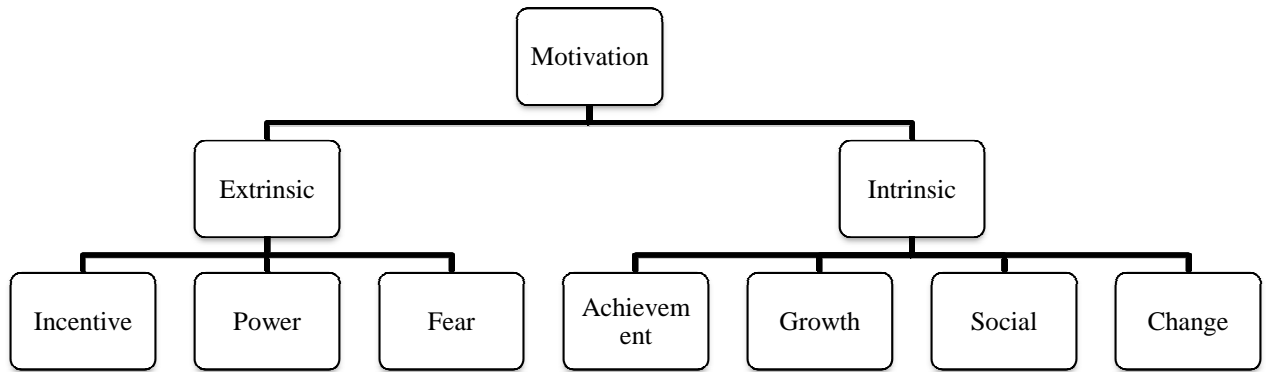 Motivation
Extrinsic
Intrinsic
Incentive
Power
Fear
Achievem
ent
Growth
Social
Change